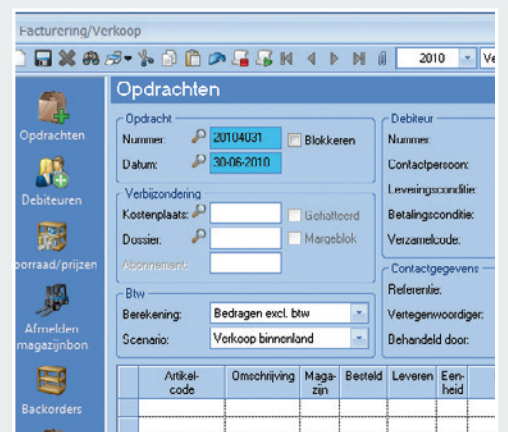 Facturering/Verkoop
2010 Ve
Opdrachten
Opdrachten
Debiteuren
orraad/prijzen
Afmelden
magazijnbon
Backorders
Opdracht
Nummer: 20104031 Blokkeren
Datum: 30-06-2010
Verbijzondering
Kostenplaats: Gefiatteerd
Dossier: Margeblok
Abonnement:
Btw
Berekening: Bedragen excl. btw
Scenario: Verkoop binnenland
Debiteur
Nummer:
Contactpersoon:
Leveringsconditie:
Betalingsconditie:
Verzamelcode:
Contactgegevens
Referentie:
Vertegenwoordiger:
Behandeld door:
Artikel- Omschrijving Maga- Besteld Leveren Een-
code zijn heid